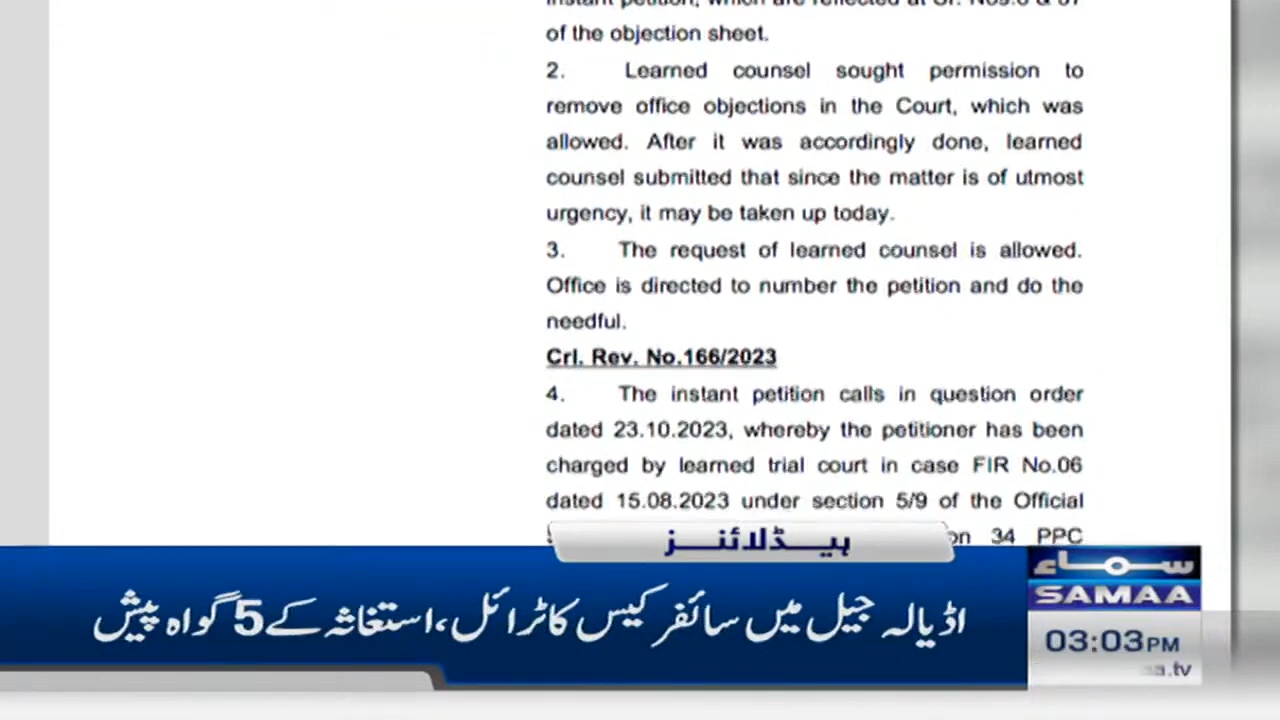 of the objection sheet.
2. Learned counsel sought permission to
remove office objections in the Court, which was
allowed. After it was accordingly done, learned
counsel submitted that since the matter is of utmost
urgency, it may be taken up today.
3. The request of learned counsel is allowed.
Office is directed to number the petition and do the
needful.
Crl. Rev. No.166/2023
4. The instant petition calls in question order
dated 23.10.2023, whereby the petitioner has been
charged by learned trial court in case FIR No.06
dated 15.08.2023 under section 5/9 of the Official
34 PPC
ہیڈلائنز
اڈیالہ جیل میں سائفر کیس کا ٹرائل، استغاثہ کے 5 گواہ پیش
سماء
SAMAA
03:03PM